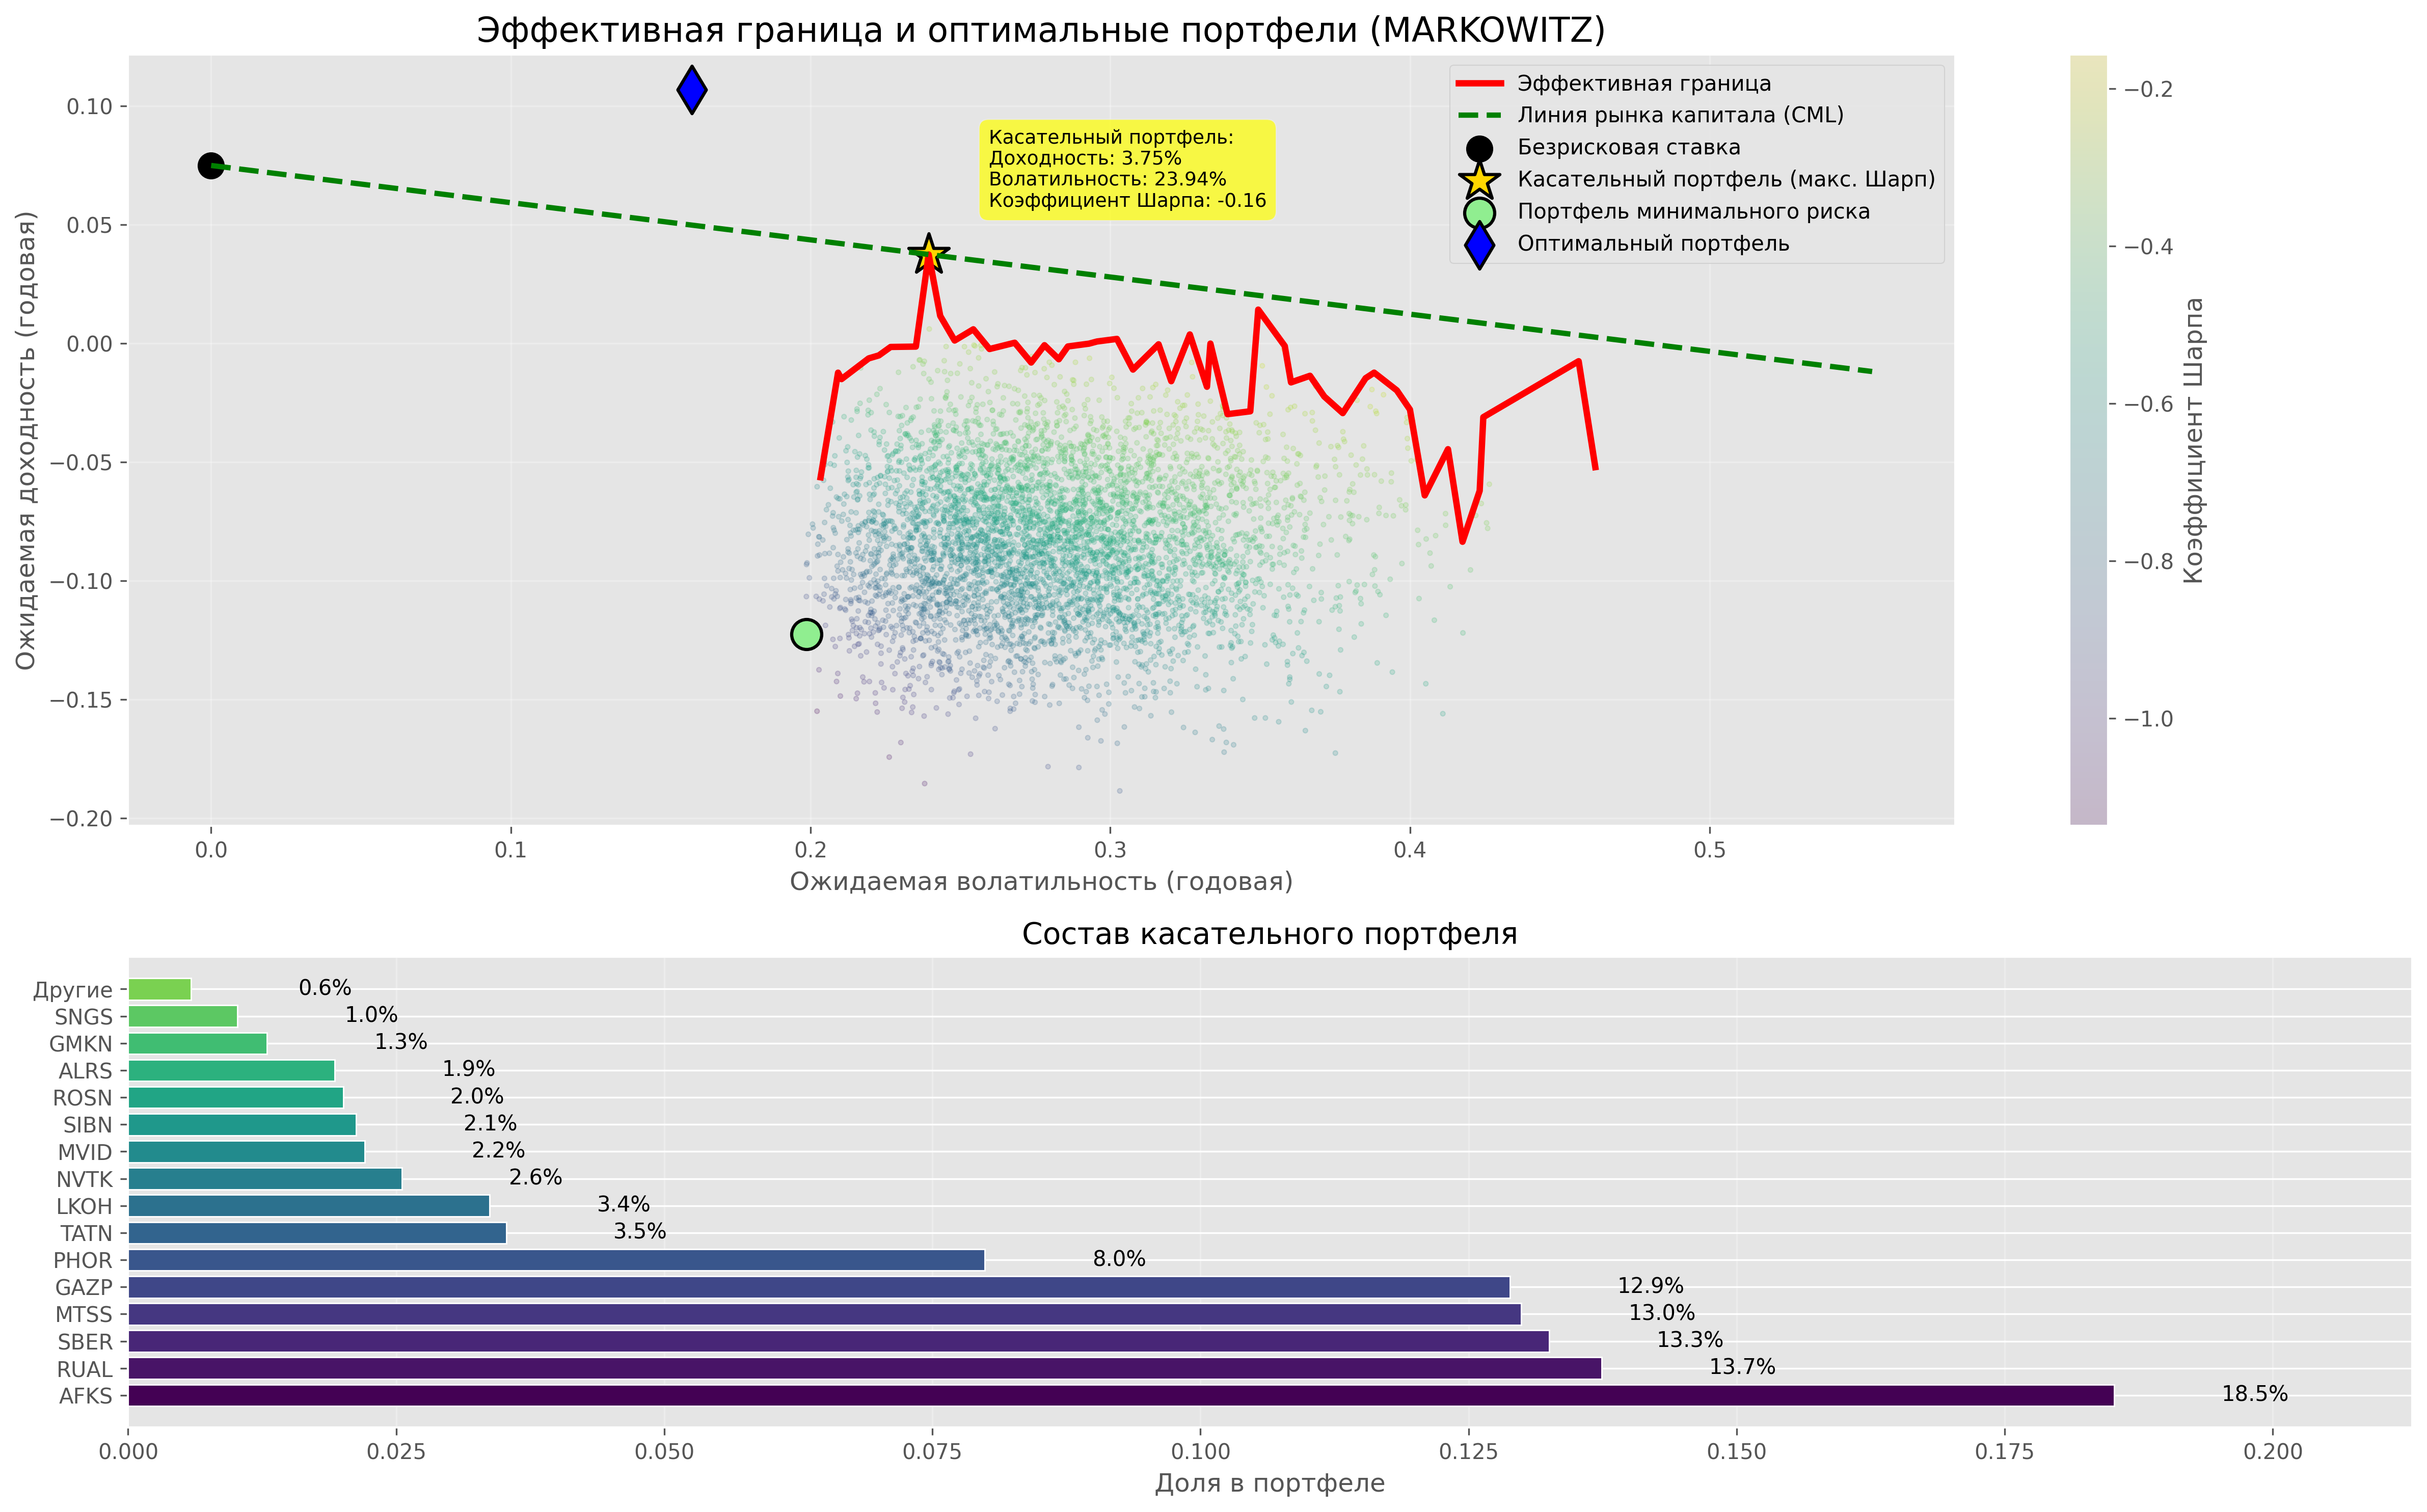 Эффективная граница и оптимальные портфели (MARKOWITZ)
Ожидаемая доходность (годовая)
0.10
0.05
0.00
−0.05
−0.10
−0.15
−0.20
Касательный портфель:
Доходность: 3.75%
Волатильность: 23.94%
Коэффициент Шарпа: -0.16
Эффективная граница
Линия рынка капитала (CML)
Безрисковая ставка
Касательный портфель (макс. Шарп)
Портфель минимального риска
Оптимальный портфель
0.0 0.1 0.2 0.3 0.4 0.5
Ожидаемая волатильность (годовая)
−0.2
−0.4
−0.6
−0.8
−1.0
Коэффициент Шарпа
Состав касательного портфеля
Другие 0.6%
SNGS 1.0%
GMKN 1.3%
ALRS 1.9%
ROSN 2.0%
SIBN 2.1%
MVID 2.2%
NVTK 2.6%
LKOH 3.4%
TATN 3.5%
PHOR 8.0%
GAZP 12.9%
MTSS 13.0%
SBER 13.3%
RUAL 13.7%
AFKS 18.5%
0.000 0.025 0.050 0.075 0.100 0.125 0.150 0.175 0.200
Доля в портфеле